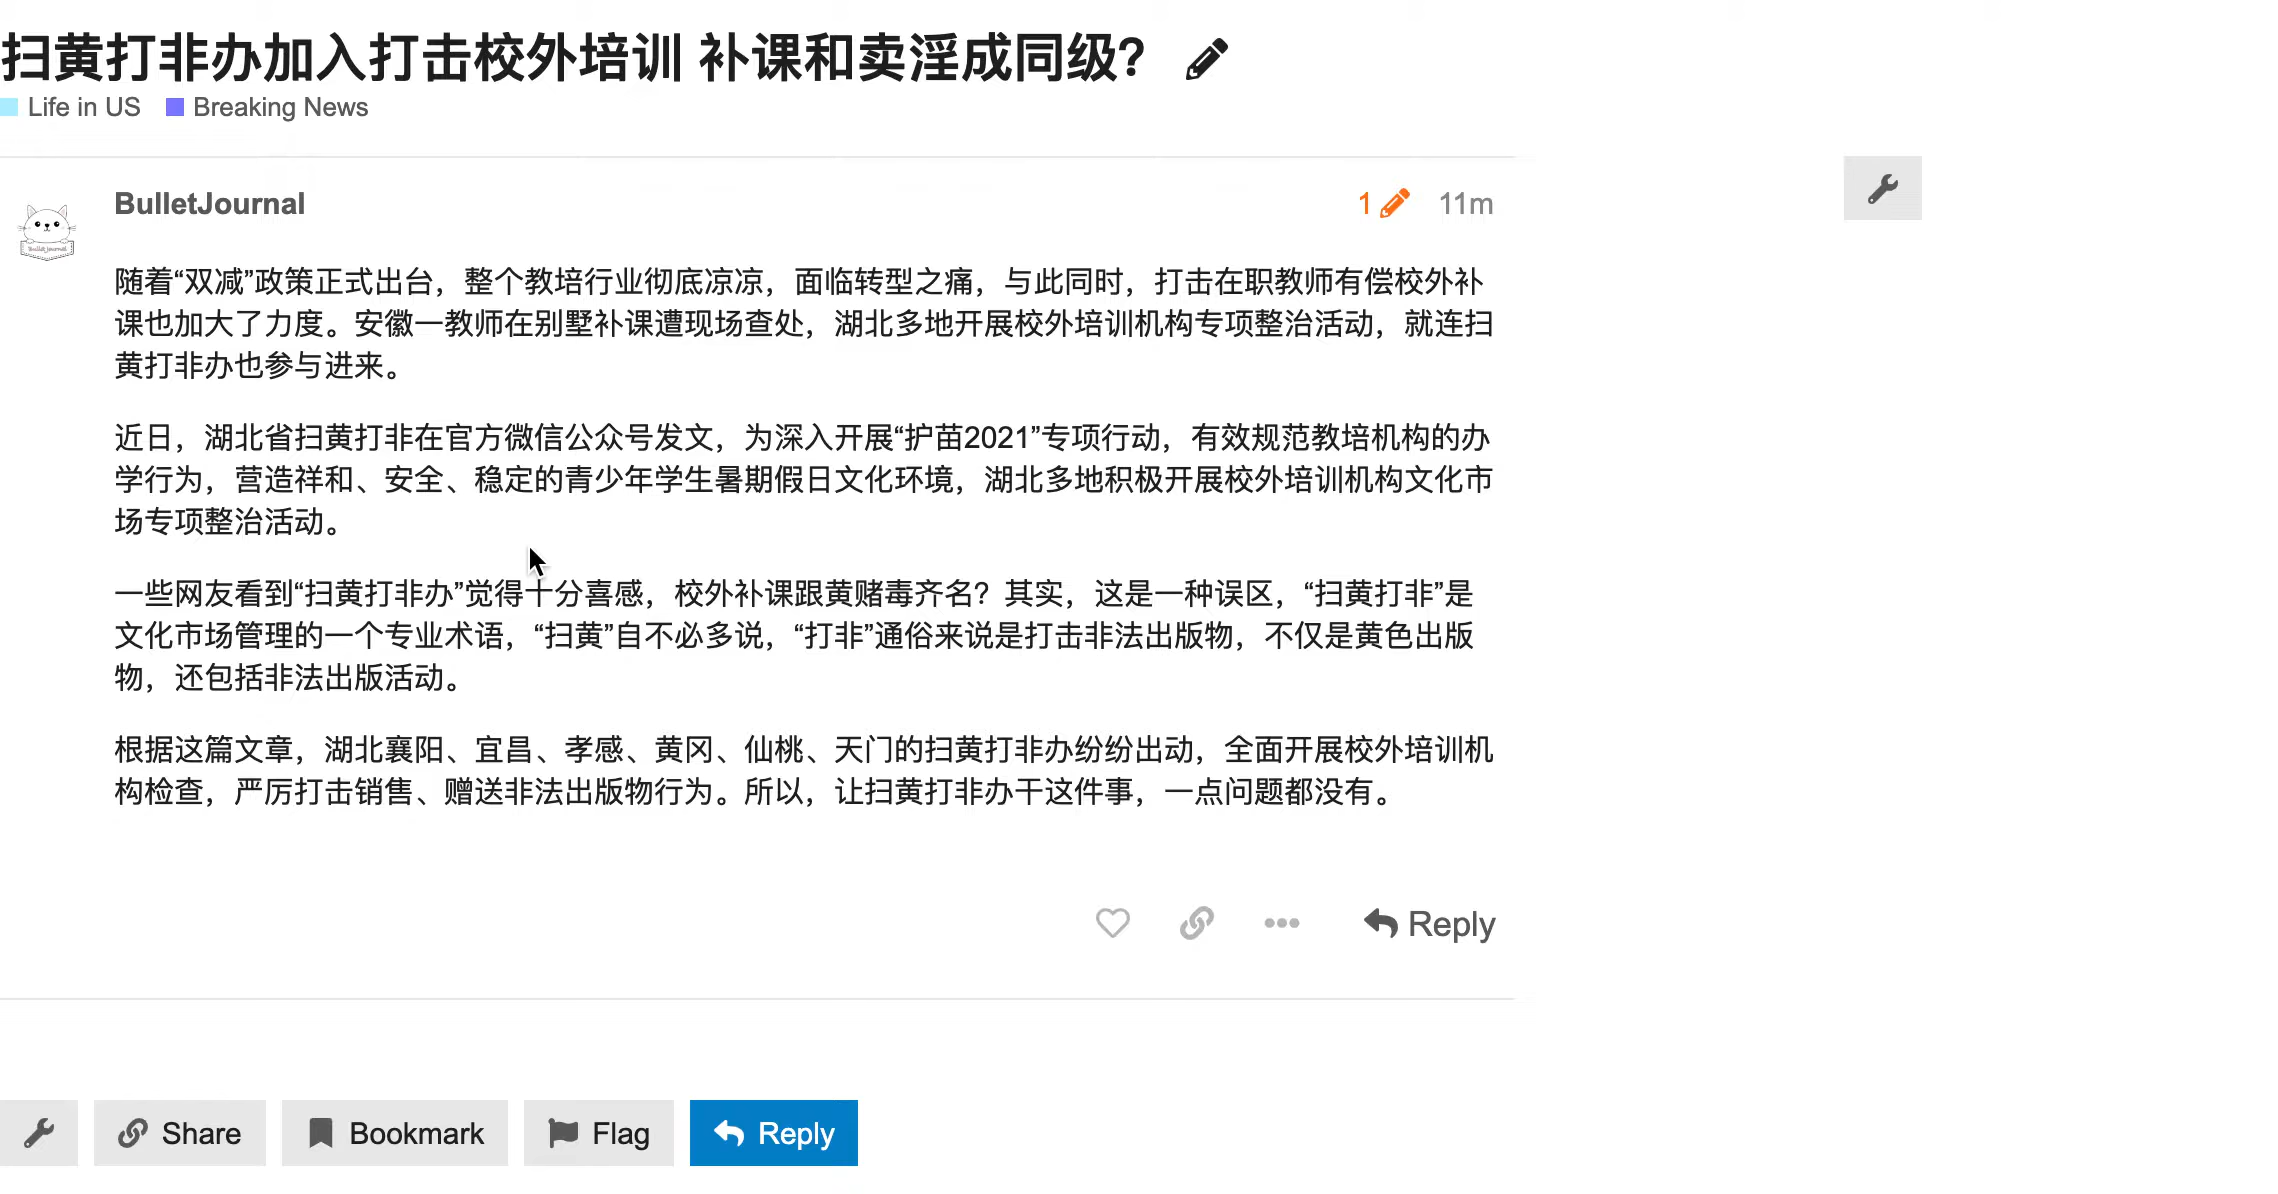 扫黄打非办加入打击校外培训 补课和卖淫成同级？
Life in US Breaking News
BulletJournal 1 11m
随着“双减”政策正式出台，整个教培行业彻底凉凉，面临转型之痛，与此同时，打击在职教师有偿校外补
课也加大了力度。安徽一教师在别墅补课遭现场查处，湖北多地开展校外培训机构专项整治活动，就连扫
黄打非办也参与进来。
近日，湖北省扫黄打非在官方微信公众号发文，为深入开展“护苗2021”专项行动，有效规范教培机构的办
学行为，营造祥和、安全、稳定的青少年学生暑期假日文化环境，湖北多地积极开展校外培训机构文化市
场专项整治活动。
一些网友看到“扫黄打非办”觉得十分喜感，校外补课跟黄赌毒齐名？其实，这是一种误区，“扫黄打非”是
文化市场管理的一个专业术语，“扫黄”自不必多说，“打非”通俗来说是打击非法出版物，不仅是黄色出版
物，还包括非法出版活动。
根据这篇文章，湖北襄阳、宜昌、孝感、黄冈、仙桃、天门的扫黄打非办纷纷出动，全面开展校外培训机
构检查，严厉打击销售、赠送非法出版物行为。所以，让扫黄打非办干这件事，一点问题都没有。
Reply
Share Bookmark Flag Reply